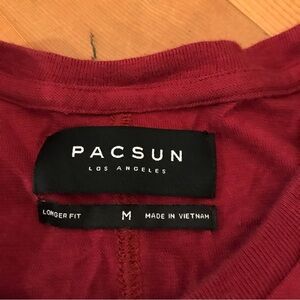 PACSUN
LOS ANGELES
LONGER FIT M MADE IN VIETNAM